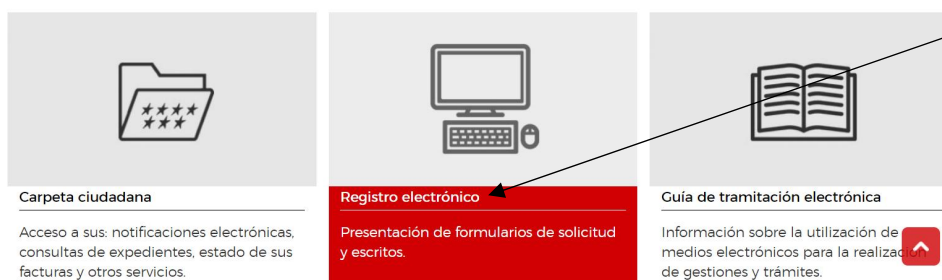 Carpeta ciudadana
Acceso a sus: notificaciones electrónicas,
consultas de expedientes, estado de sus
facturas y otros servicios.
Registro electrónico
Presentación de formularios de solicitud
y escritos.
Guía de tramitación electrónica
Información sobre la utilización de
medios electrónicos para la realización
de gestiones y trámites.